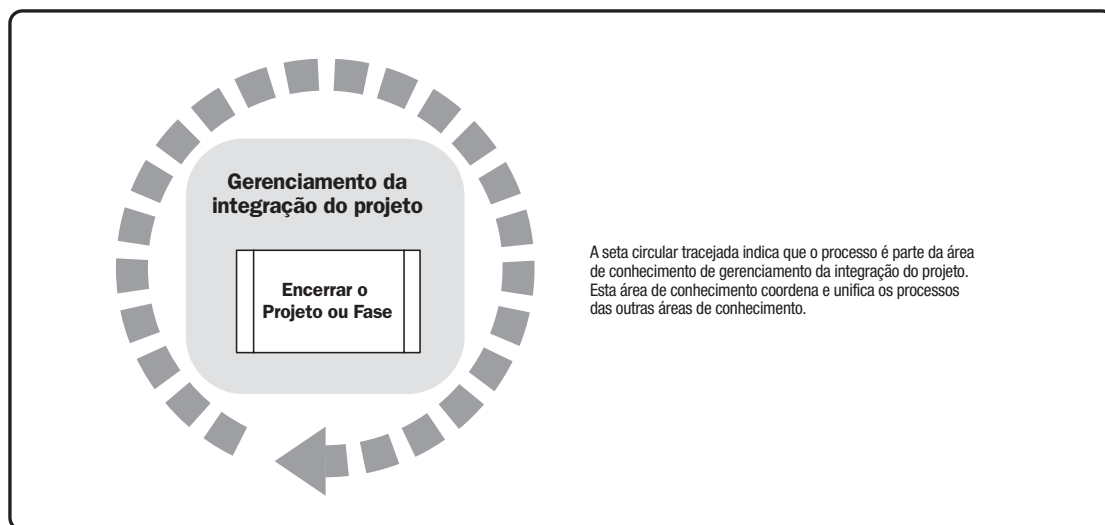 Gerenciamento da
integração do projeto
Encerrar o
Projeto ou Fase
A seta circular tracejada indica que o processo é parte da área
de conhecimento de gerenciamento da integração do projeto.
Esta área de conhecimento coordena e unifica os processos
das outras áreas de conhecimento.